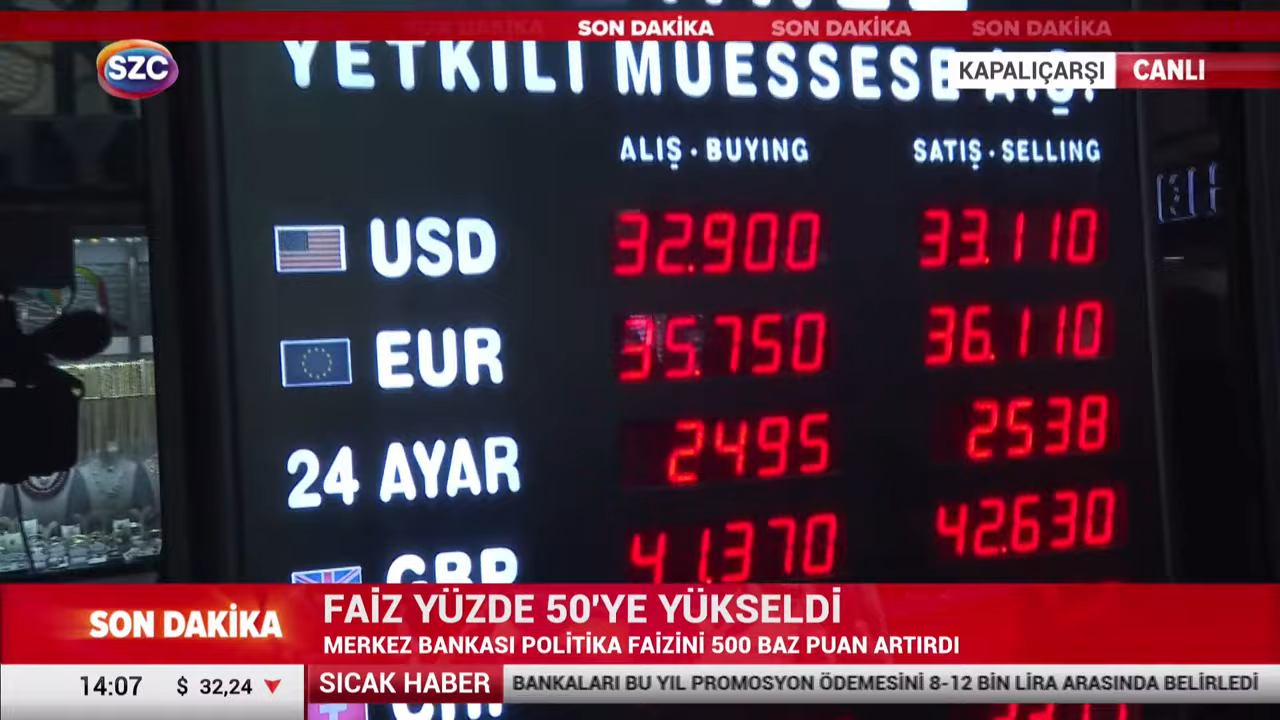 SON DAKİKA SON DAKİKA SON DAKİKA
SZC
YETKİLİ MÜESSESE A.Ş.
KAPALIÇARŞI CANLI
ALIŞ · BUYING SATIŞ · SELLING
USD 32.900 33.110
EUR 35.750 36.110
24 AYAR 2495 2538
GBP 41.370 42.630
SON DAKİKA
FAİZ YÜZDE 50'YE YÜKSELDİ
MERKEZ BANKASI POLİTİKA FAİZİNİ 500 BAZ PUAN ARTIRDI
14:07 $ 32,24 SICAK HABER BANKALARI BU YIL PROMOSYON ÖDEMESİNİ 8-12 BİN LİRA ARASINDA BELİRLEDİ